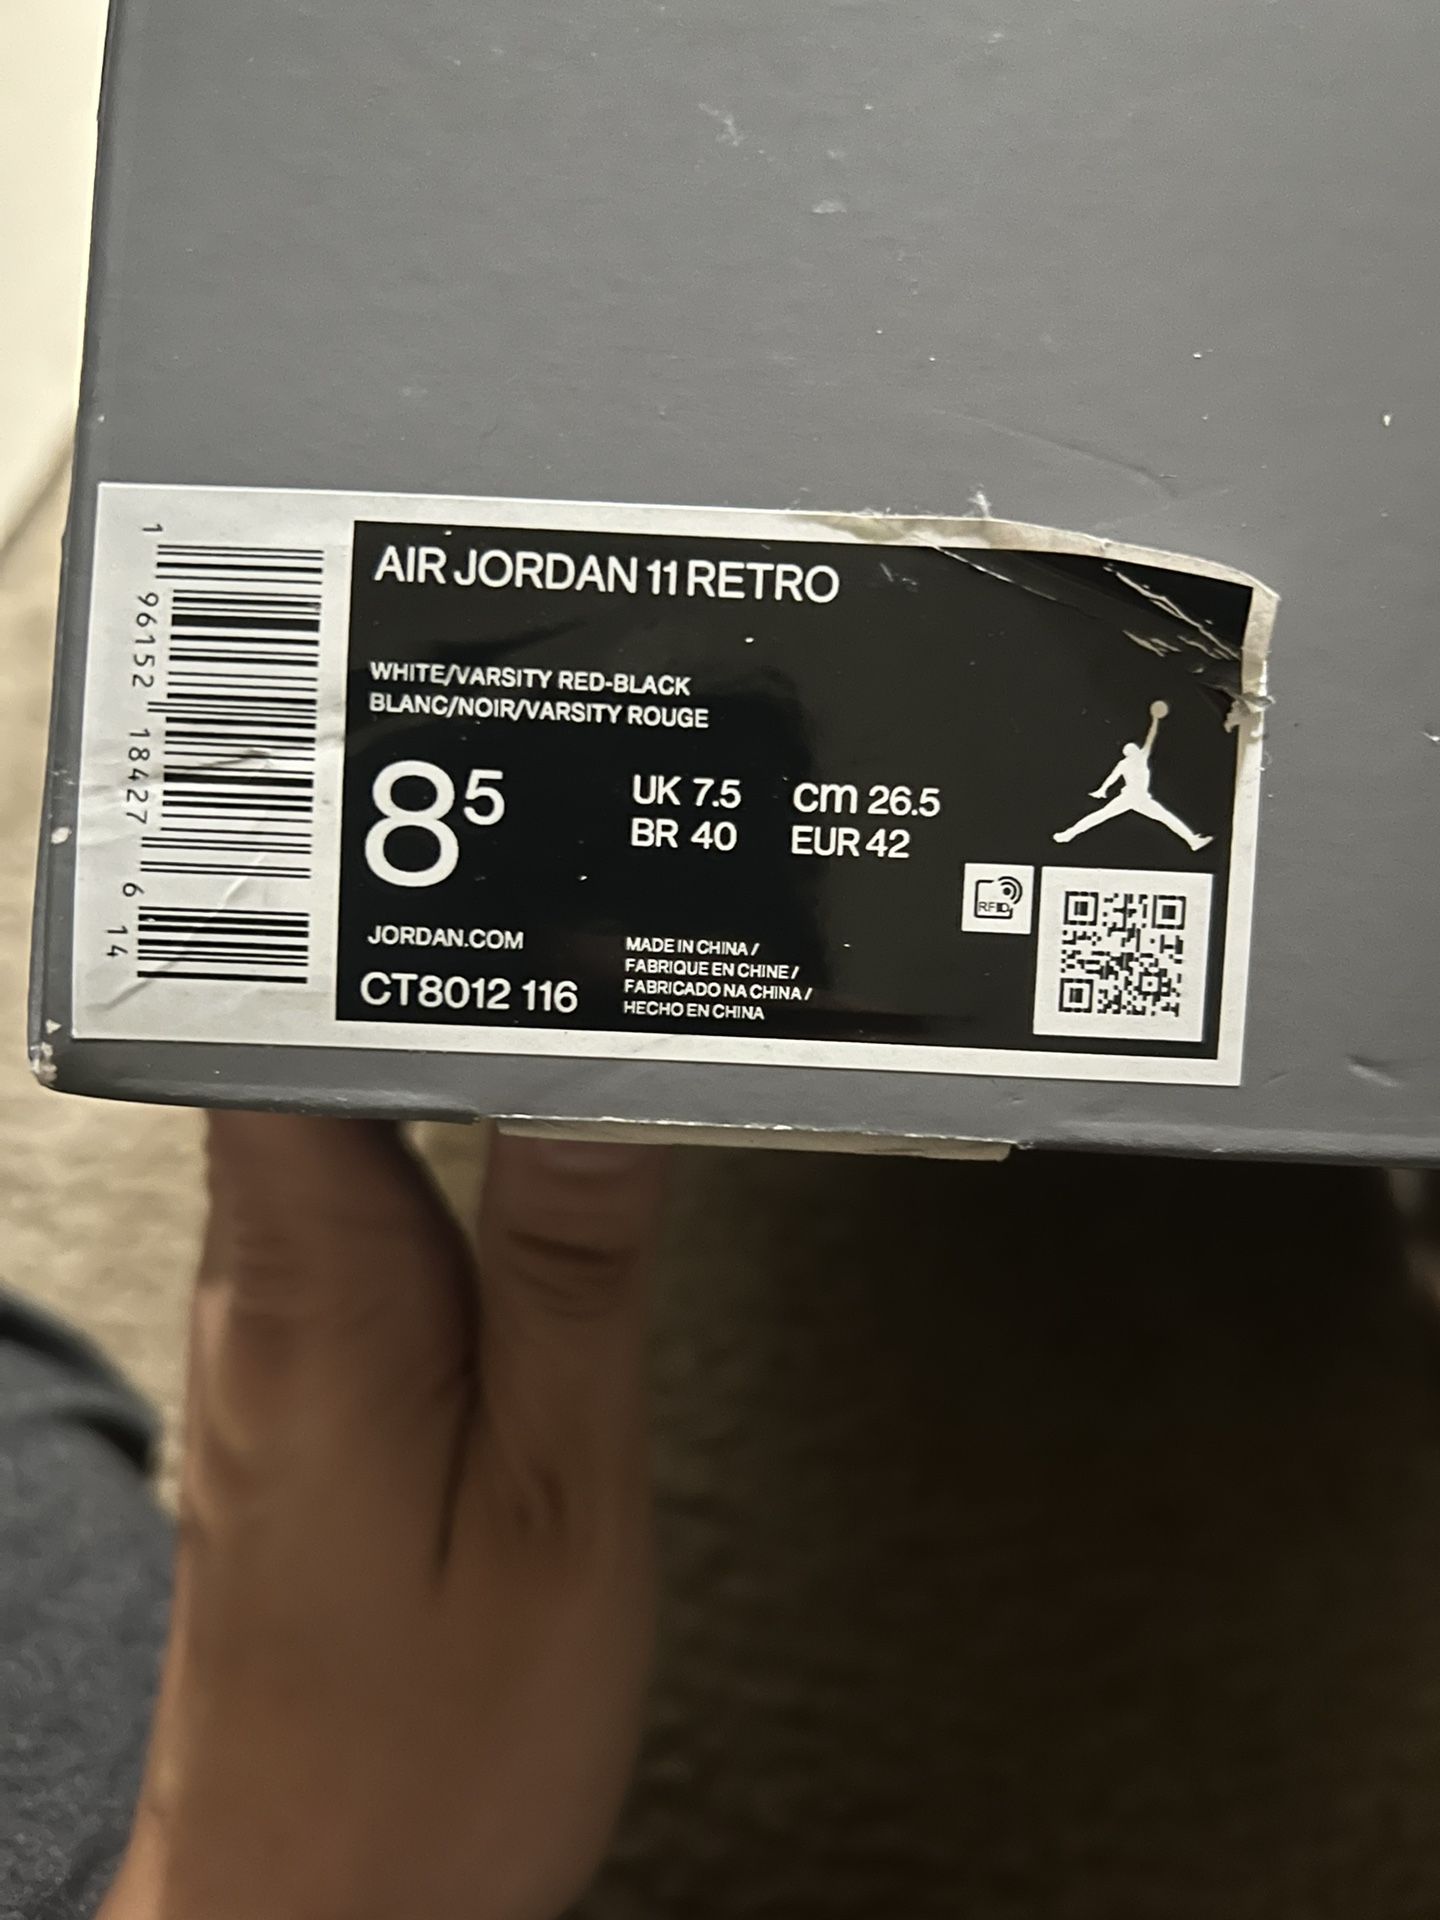 1 96152 18427 6 14
AIR JORDAN 11 RETRO
WHITE/VARSITY RED-BLACK
BLANC/NOIR/VARSITY ROUGE
8⁵
UK 7.5 cm 26.5
BR 40 EUR 42
RFID
JORDAN.COM
CT8012 116
MADE IN CHINA /
FABRIQUE EN CHINE /
FABRICADO NA CHINA /
HECHO EN CHINA